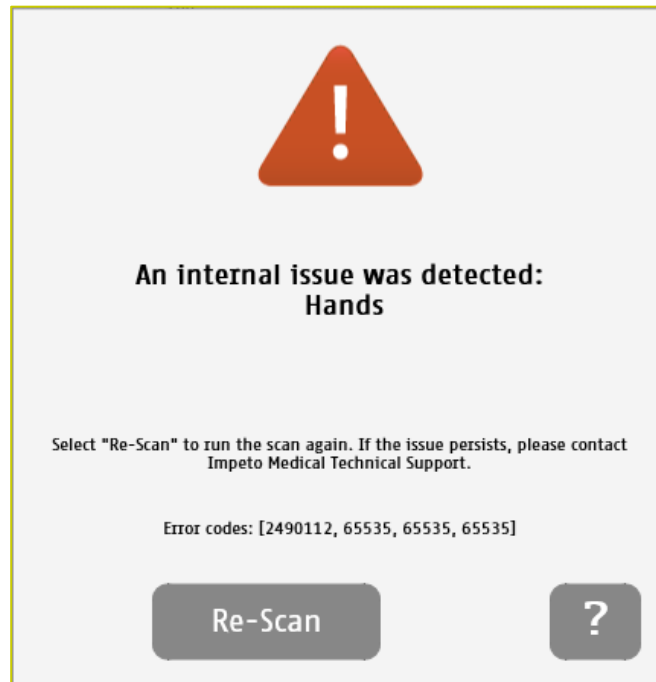 !
An internal issue was detected:
Hands
Select "Re-Scan" to run the scan again. If the issue persists, please contact
Impeto Medical Technical Support.
Error codes: [2490112, 65535, 65535, 65535]
Re-Scan
?